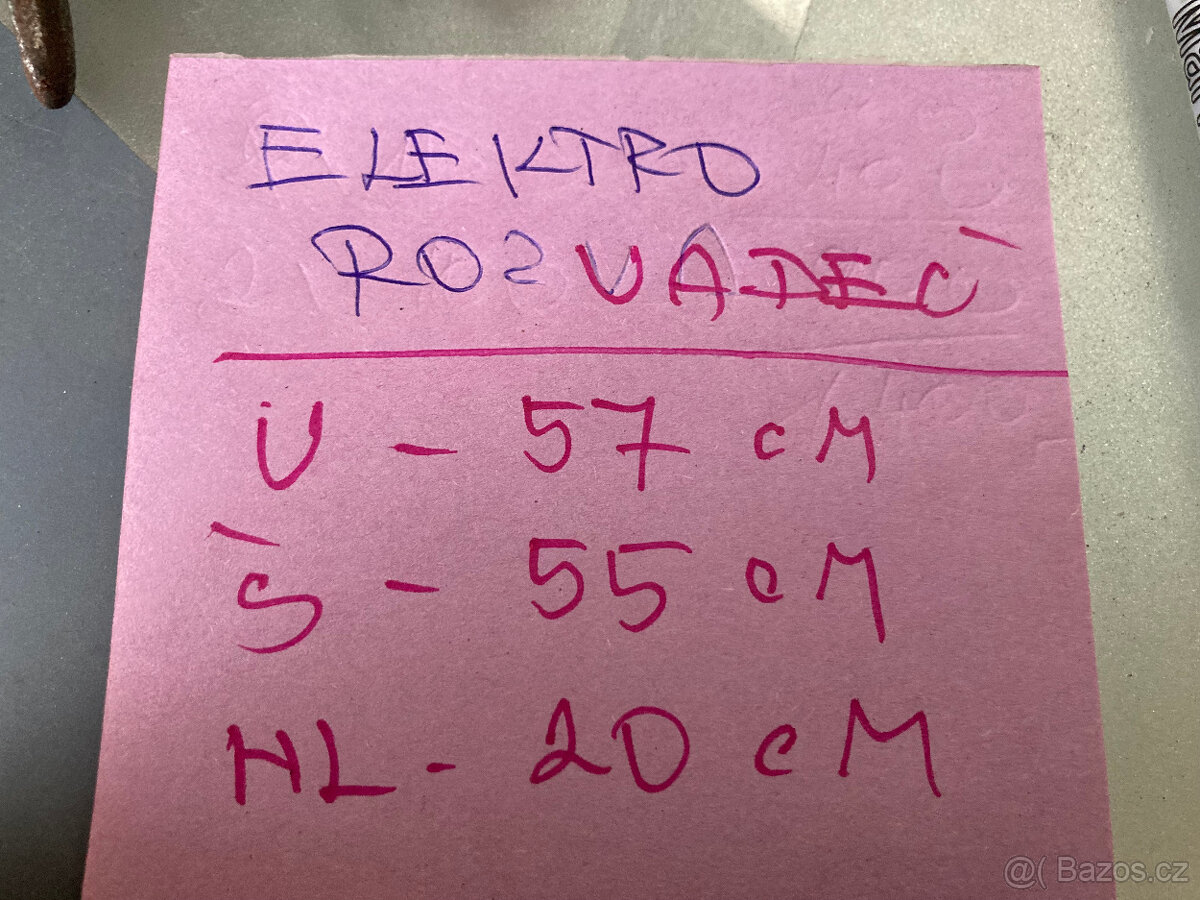 ELEKTRO
ROZVADEČ
V - 57 cM
Š - 55 cM
HL - 20 cM
@( Bazos.cz